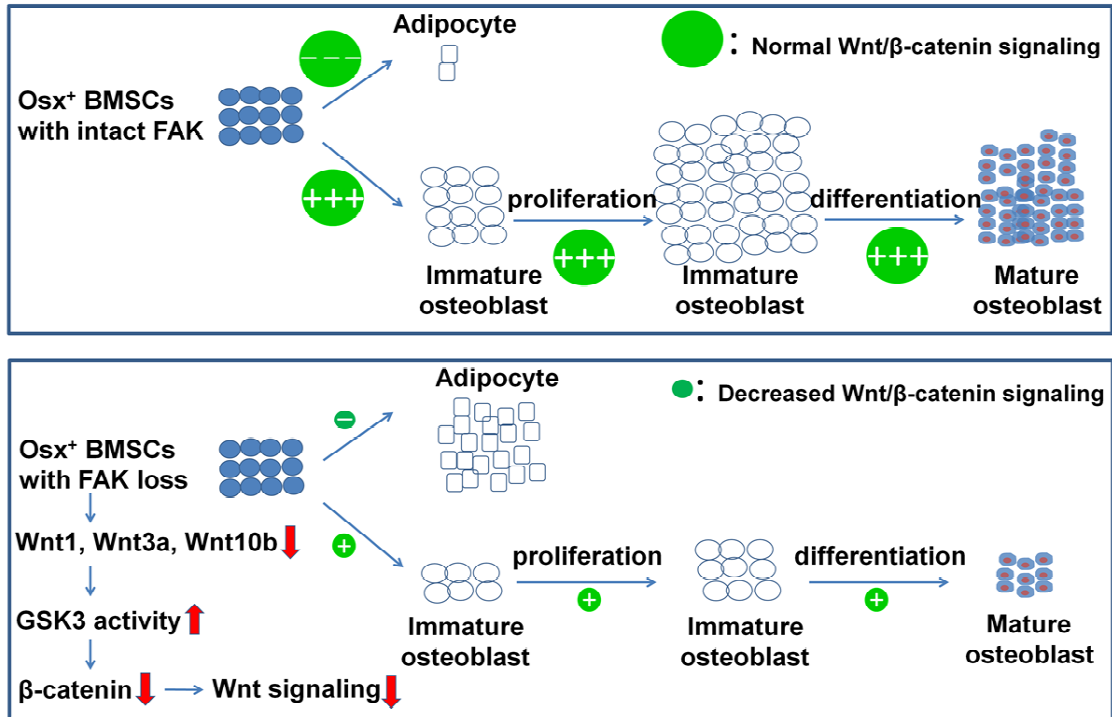 Adipocyte
: Normal Wnt/β-catenin signaling
− − −
Osx⁺ BMSCs
with intact FAK
+++
proliferation
differentiation
+++
+++
Immature
osteoblast
Immature
osteoblast
Mature
osteoblast
Adipocyte
: Decreased Wnt/β-catenin signaling
−
Osx⁺ BMSCs
with FAK loss
Wnt1, Wnt3a, Wnt10b
+
proliferation
differentiation
+
+
GSK3 activity
Immature
osteoblast
Immature
osteoblast
Mature
osteoblast
β-catenin
Wnt signaling